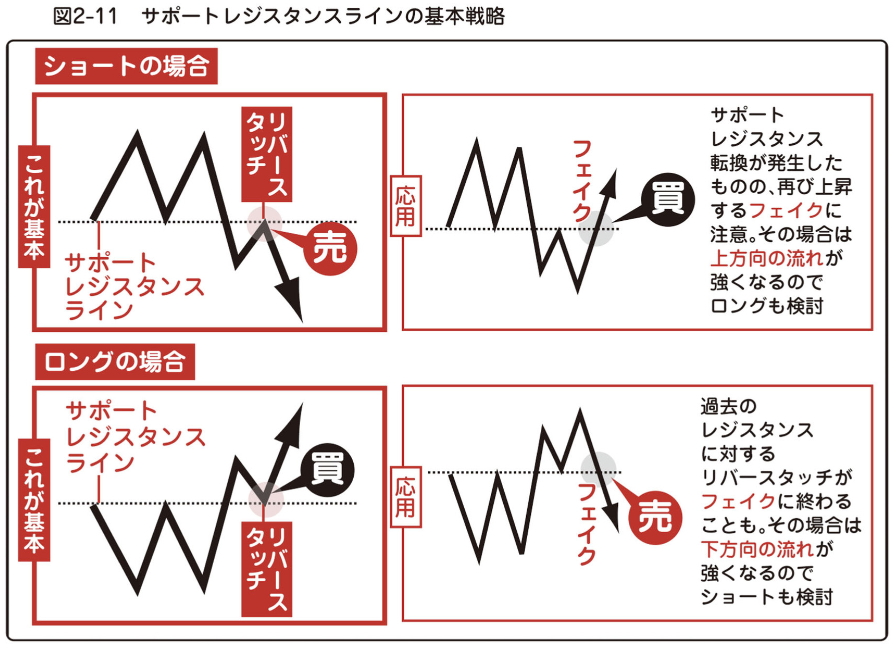 図2-11　サポートレジスタンスラインの基本戦略
ショートの場合
これが基本
サポート
レジスタンス
ライン
リバース
タッチ
売
応用
フェイク
買
サポート
レジスタンス
転換が発生した
ものの、再び上昇
するフェイクに
注意。その場合は
上方向の流れが
強くなるので
ロングも検討
ロングの場合
これが基本
サポート
レジスタンス
ライン
買
リバース
タッチ
応用
フェイク
売
過去の
レジスタンス
に対する
リバースタッチが
フェイクに終わる
ことも。その場合は
下方向の流れが
強くなるので
ショートも検討